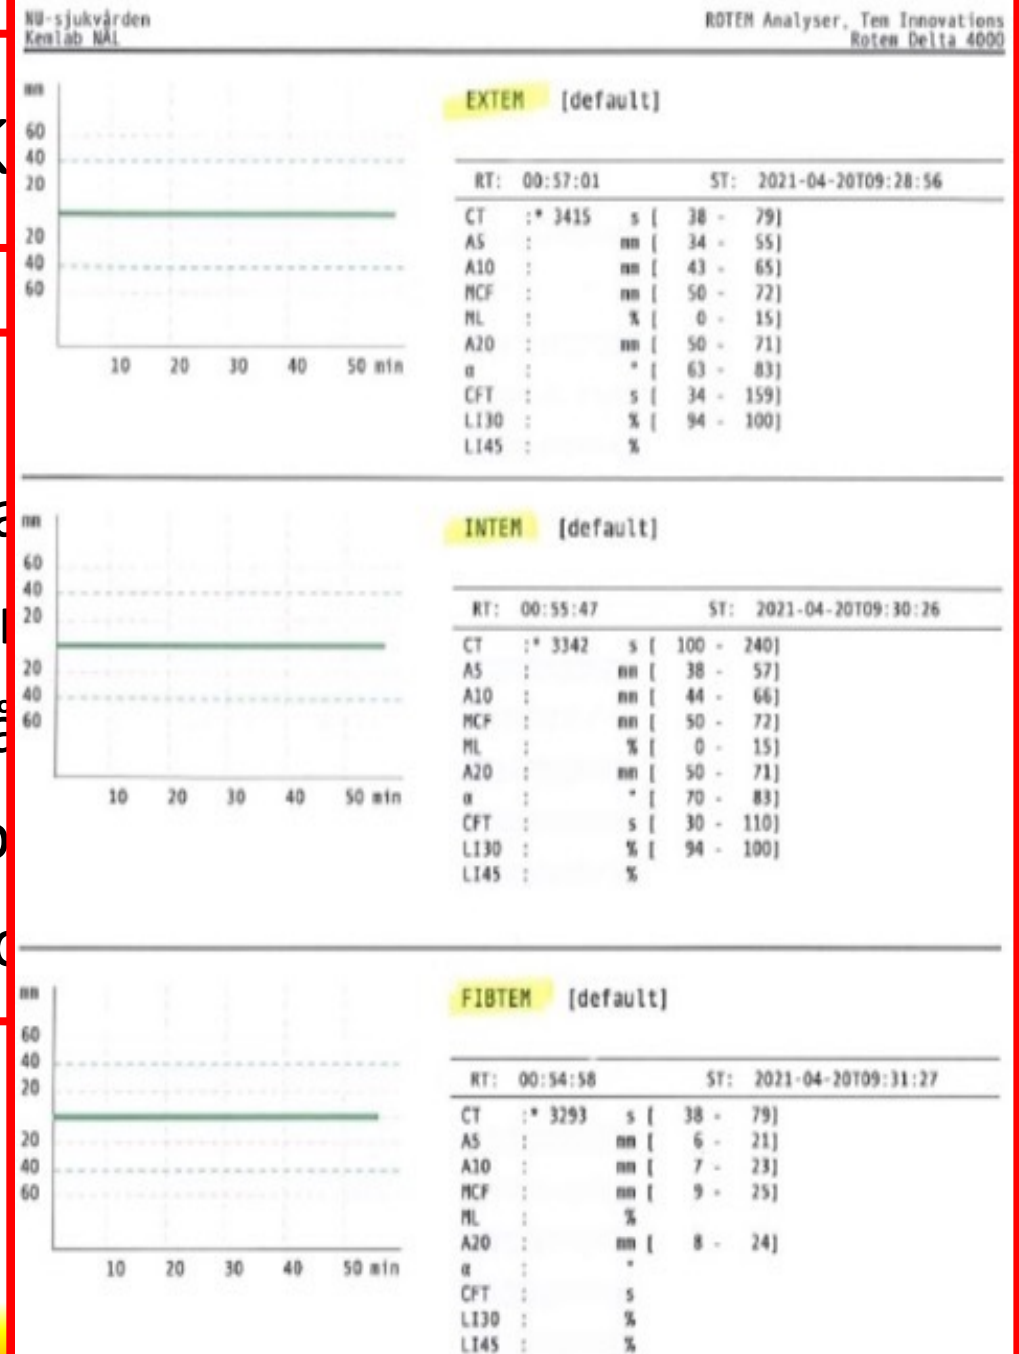 NU-sjukvården
Kemlab NÄL
ROTEM Analyser, Tem Innovations
Rotem Delta 4000
EXTEM [default]
mm
60
40
20
20
40
60
10 20 30 40 50 min
RT: 00:57:01 ST: 2021-04-20T09:28:56
CT :* 3415 s [ 38 - 79]
A5 : mm [ 34 - 55]
A10 : mm [ 43 - 65]
MCF : mm [ 50 - 72]
ML : % [ 0 - 15]
A20 : mm [ 50 - 71]
α : ° [ 63 - 83]
CFT : s [ 34 - 159]
LI30 : % [ 94 - 100]
LI45 : %
INTEM [default]
mm
60
40
20
20
40
60
10 20 30 40 50 min
RT: 00:55:47 ST: 2021-04-20T09:30:26
CT :* 3342 s [ 100 - 240]
A5 : mm [ 38 - 57]
A10 : mm [ 44 - 66]
MCF : mm [ 50 - 72]
ML : % [ 0 - 15]
A20 : mm [ 50 - 71]
α : ° [ 70 - 83]
CFT : s [ 30 - 110]
LI30 : % [ 94 - 100]
LI45 : %
FIBTEM [default]
mm
60
40
20
20
40
60
10 20 30 40 50 min
RT: 00:54:58 ST: 2021-04-20T09:31:27
CT :* 3293 s [ 38 - 79]
A5 : mm [ 6 - 21]
A10 : mm [ 7 - 23]
MCF : mm [ 9 - 25]
ML : %
A20 : mm [ 8 - 24]
α : °
CFT : s
LI30 : %
LI45 : %